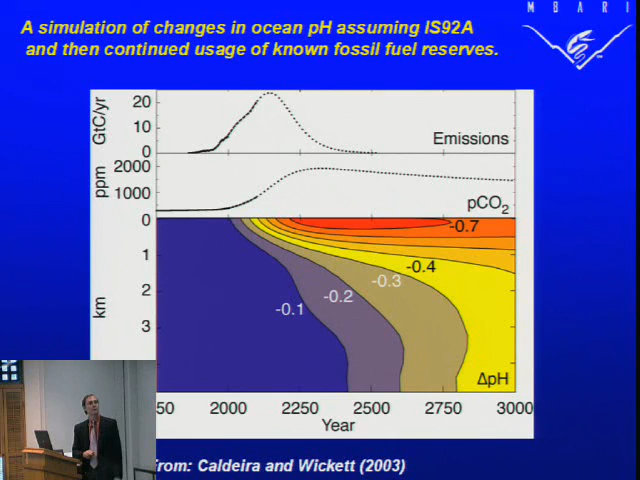 M B A R I
A simulation of changes in ocean pH assuming IS92A
and then continued usage of known fossil fuel reserves.
GtC/yr
20
10
0
Emissions
ppm
2000
1000
pCO₂
km
0
1
2
3
-0.7
-0.4
-0.3
-0.2
-0.1
ΔpH
50 2000 2250 2500 2750 3000
Year
From: Caldeira and Wickett (2003)